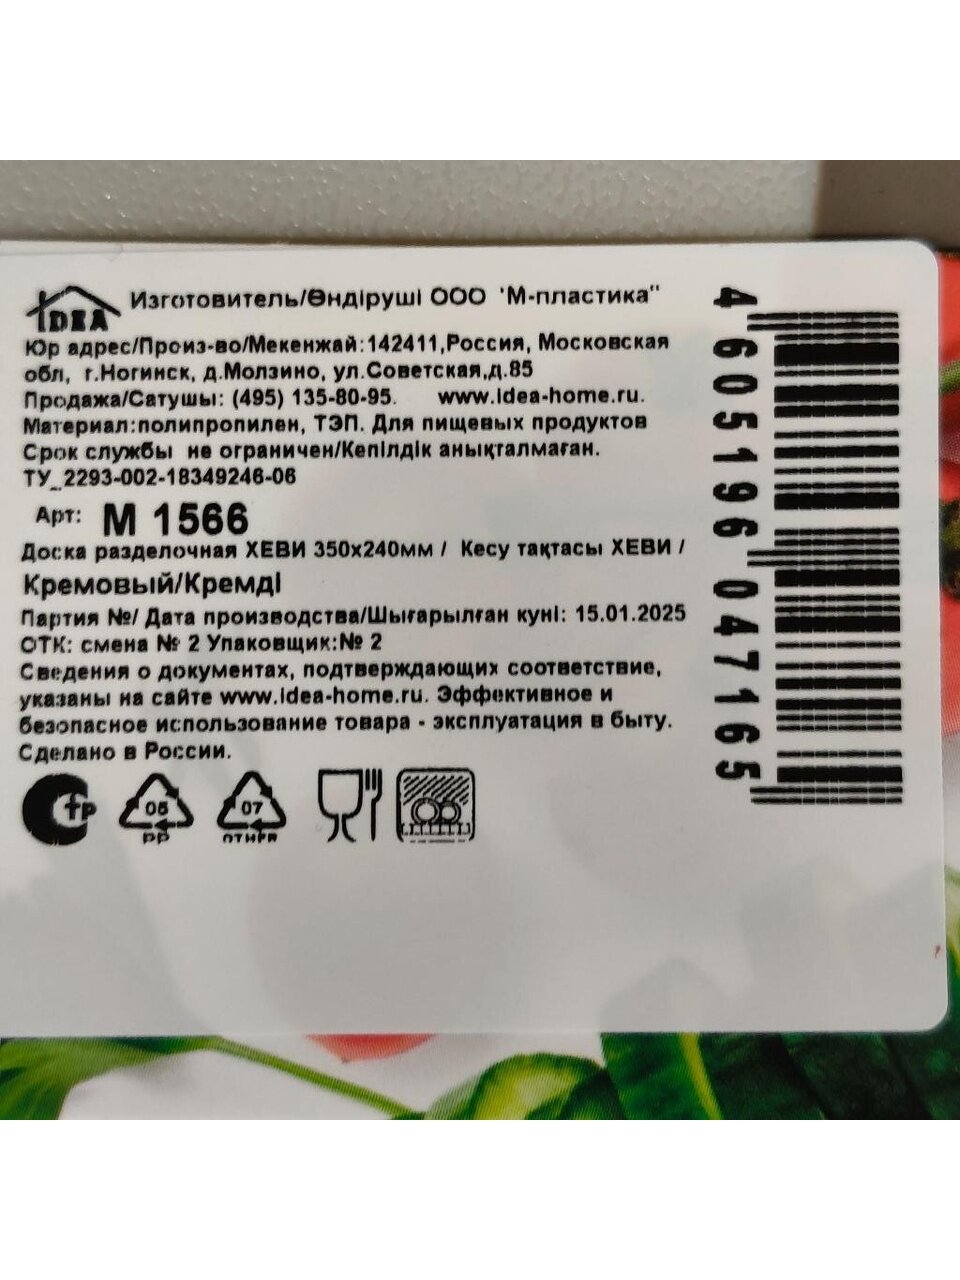 IDEA
Изготовитель/Өндіруші ООО 'М-пластика"
Юр адрес/Произ-во/Мекенжай:142411,Россия, Московская
обл, г.Ногинск, д.Молзино, ул.Советская,д.85
Продажа/Сатушы: (495) 135-80-95. www.idea-home.ru.
Материал:полипропилен, ТЭП. Для пищевых продуктов
Срок службы не ограничен/Кепілдік анықталмаған.
ТУ_2293-002-18349246-06
Арт: М 1566
Доска разделочная ХЕВИ 350х240мм / Кесу тақтасы ХЕВИ /
Кремовый/Кремді
Партия №/ Дата производства/Шығарылған куні: 15.01.2025
ОТК: смена № 2 Упаковщик:№ 2
Сведения о документах, подтверждающих соответствие,
указаны на сайте www.idea-home.ru. Эффективное и
безопасное использование товара - эксплуатация в быту.
Сделано в России.
05
PP
07
4605196047165